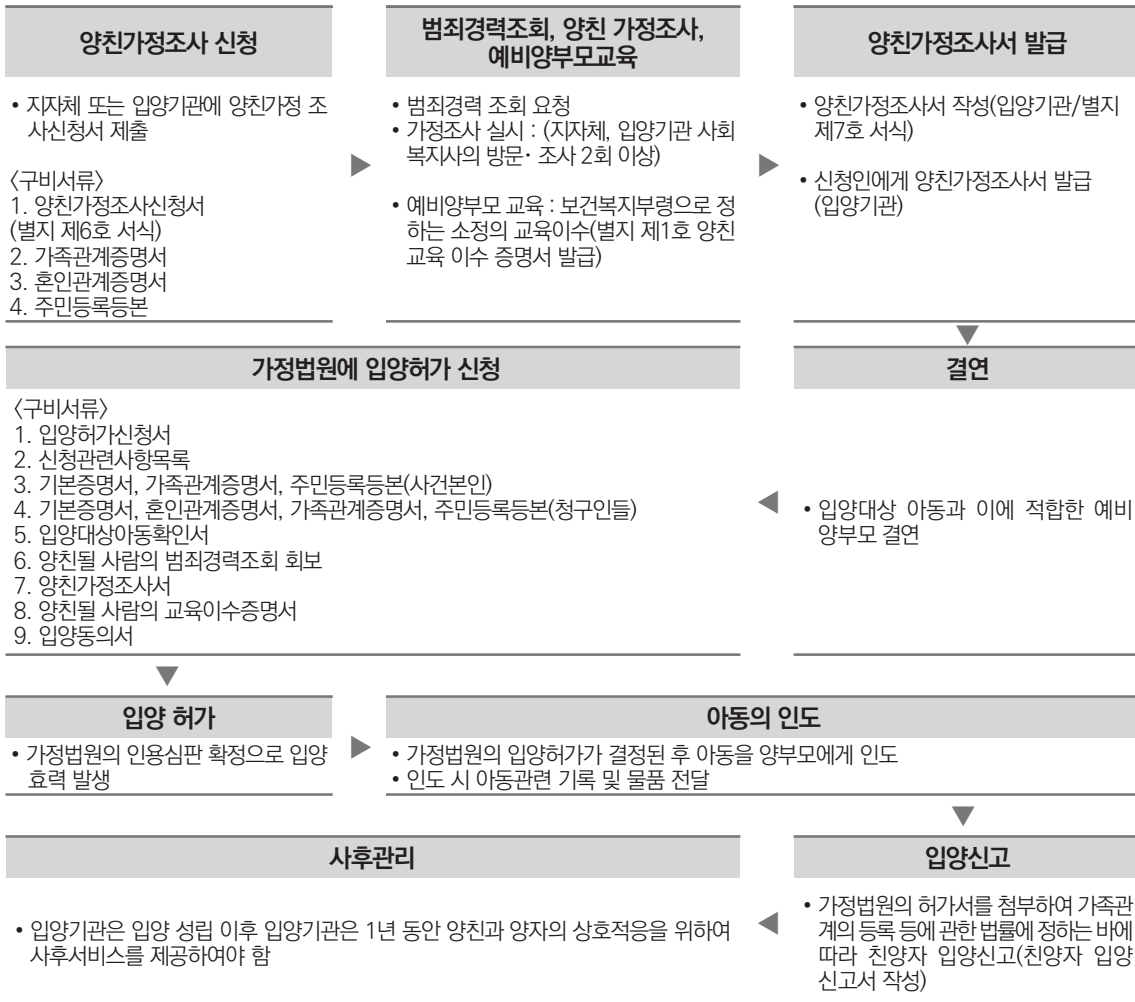 양친가정조사 신청
• 지자체 또는 입양기관에 양친가정 조
사신청서 제출
〈구비서류〉
1. 양친가정조사신청서
(별지 제6호 서식)
2. 가족관계증명서
3. 혼인관계증명서
4. 주민등록등본
범죄경력조회, 양친 가정조사,
예비양부모교육
• 범죄경력 조회 요청
• 가정조사 실시 : (지자체, 입양기관 사회
복지사의 방문· 조사 2회 이상)
• 예비양부모 교육 : 보건복지부령으로 정
하는 소정의 교육이수(별지 제1호 양친
교육 이수 증명서 발급)
양친가정조사서 발급
• 양친가정조사서 작성(입양기관/별지
제7호 서식)
• 신청인에게 양친가정조사서 발급
(입양기관)
결연
• 입양대상 아동과 이에 적합한 예비
양부모 결연
가정법원에 입양허가 신청
〈구비서류〉
1. 입양허가신청서
2. 신청관련사항목록
3. 기본증명서, 가족관계증명서, 주민등록등본(사건본인)
4. 기본증명서, 혼인관계증명서, 가족관계증명서, 주민등록등본(청구인들)
5. 입양대상아동확인서
6. 양친될 사람의 범죄경력조회 회보
7. 양친가정조사서
8. 양친될 사람의 교육이수증명서
9. 입양동의서
입양 허가
• 가정법원의 인용심판 확정으로 입양
효력 발생
아동의 인도
• 가정법원의 입양허가가 결정된 후 아동을 양부모에게 인도
• 인도 시 아동관련 기록 및 물품 전달
입양신고
• 가정법원의 허가서를 첨부하여 가족관
계의 등록 등에 관한 법률에 정하는 바에
따라 친양자 입양신고(친양자 입양
신고서 작성)
사후관리
• 입양기관은 입양 성립 이후 입양기관은 1년 동안 양친과 양자의 상호적응을 위하여
사후서비스를 제공하여야 함